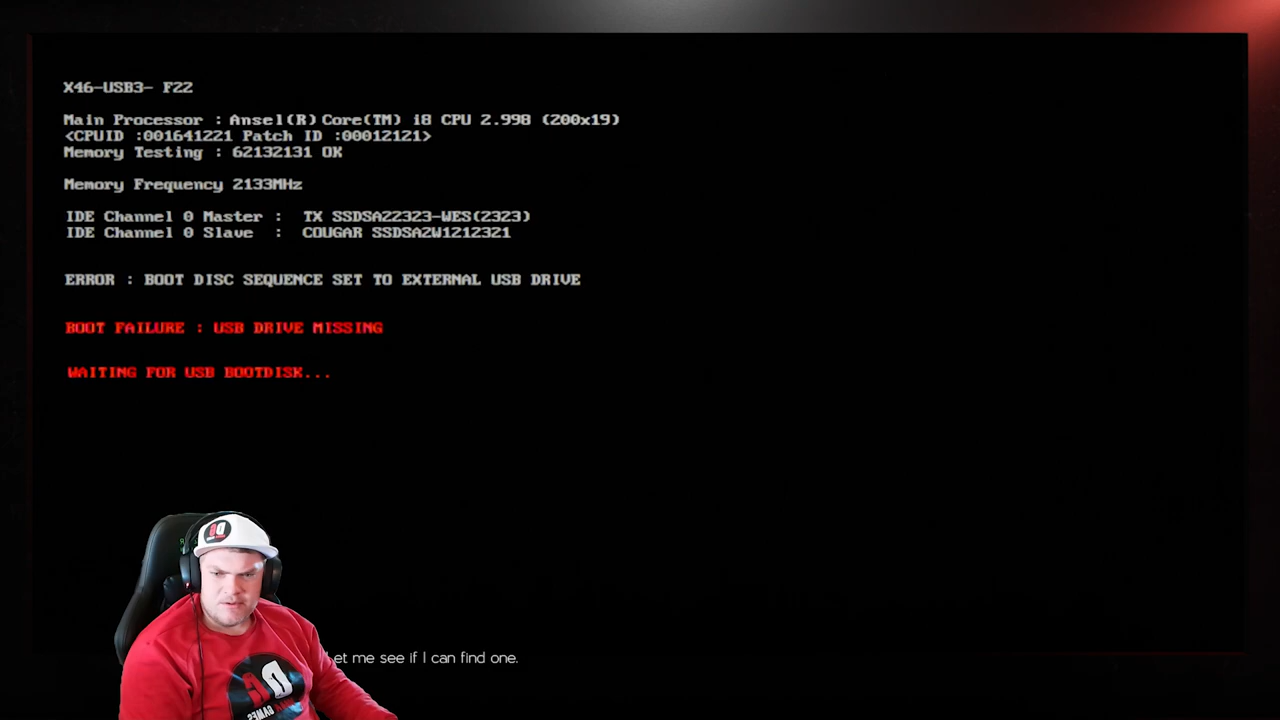 X46-USB3- F22
Main Processor : Ansel(R) Core(TM) i8 CPU 2.998 (200x19)
<CPUID :001641221 Patch ID :00012121>
Memory Testing : 62132131 OK
Memory Frequency 2133MHz
IDE Channel 0 Master : TX SSDSA22323-WES(2323)
IDE Channel 0 Slave : COUGAR SSDSA2W1212321
ERROR : BOOT DISC SEQUENCE SET TO EXTERNAL USB DRIVE
BOOT FAILURE : USB DRIVE MISSING
WAITING FOR USB BOOTDISK...
et me see if I can find one.